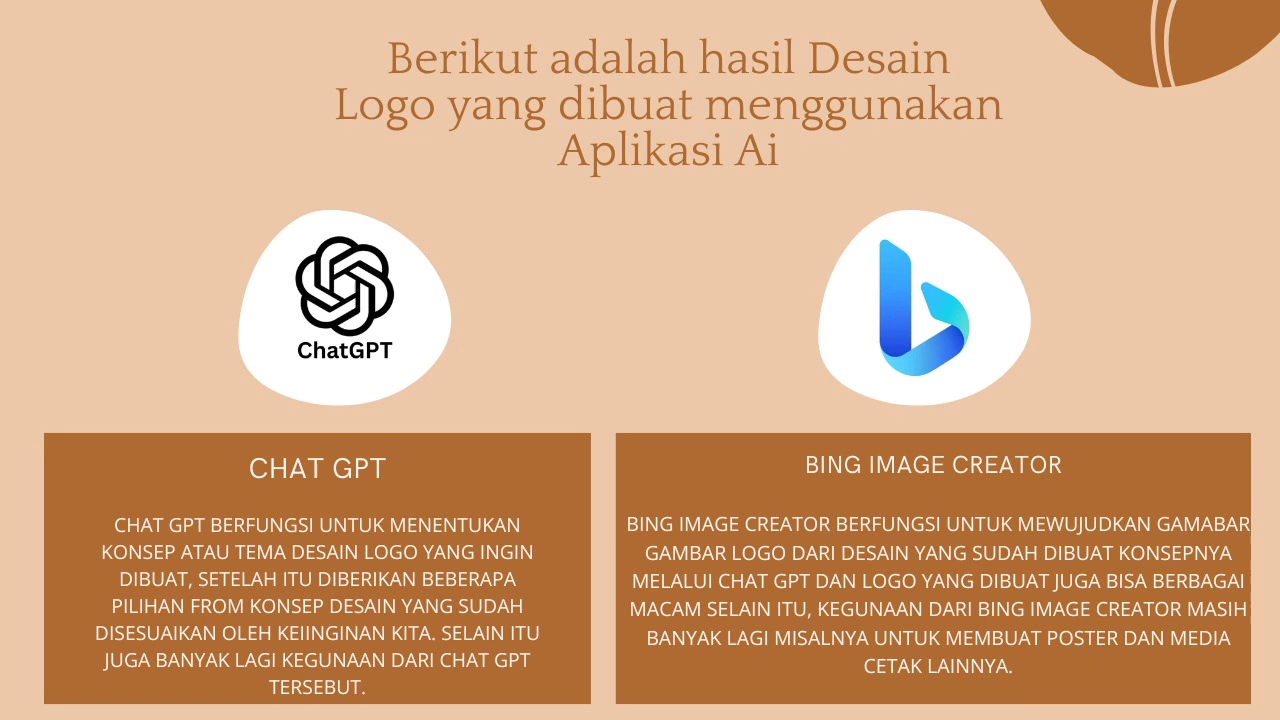 Berikut adalah hasil Desain
Logo yang dibuat menggunakan
Aplikasi Ai
ChatGPT
CHAT GPT
CHAT GPT BERFUNGSI UNTUK MENENTUKAN
KONSEP ATAU TEMA DESAIN LOGO YANG INGIN
DIBUAT, SETELAH ITU DIBERIKAN BEBERAPA
PILIHAN FROM KONSEP DESAIN YANG SUDAH
DISESUAIKAN OLEH KEIINGINAN KITA. SELAIN ITU
JUGA BANYAK LAGI KEGUNAAN DARI CHAT GPT
TERSEBUT.
BING IMAGE CREATOR
BING IMAGE CREATOR BERFUNGSI UNTUK MEWUJUDKAN GAMABAR
GAMBAR LOGO DARI DESAIN YANG SUDAH DIBUAT KONSEPNYA
MELALUI CHAT GPT DAN LOGO YANG DIBUAT JUGA BISA BERBAGAI
MACAM SELAIN ITU, KEGUNAAN DARI BING IMAGE CREATOR MASIH
BANYAK LAGI MISALNYA UNTUK MEMBUAT POSTER DAN MEDIA
CETAK LAINNYA.